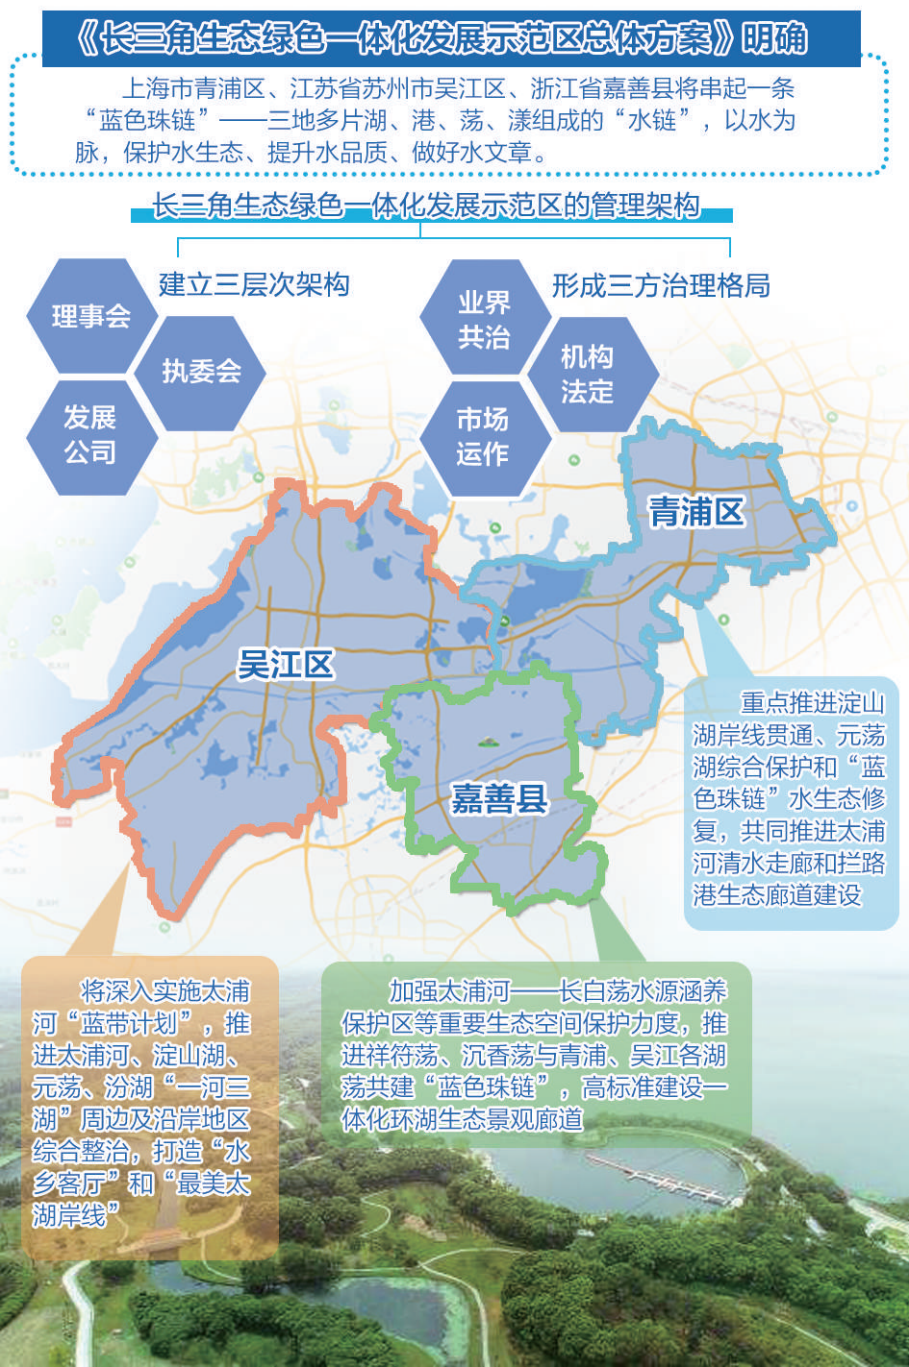 《长三角生态绿色一体化发展示范区总体方案》明确
上海市青浦区、江苏省苏州市吴江区、浙江省嘉善县将串起一条
“蓝色珠链”——三地多片湖、港、荡、漾组成的“水链”，以水为
脉，保护水生态、提升水品质、做好水文章。
长三角生态绿色一体化发展示范区的管理架构
建立三层次架构
理事会
执委会
发展
公司
形成三方治理格局
业界
共治
机构
法定
市场
运作
青浦区
吴江区
嘉善县
重点推进淀山
湖岸线贯通、元荡
湖综合保护和“蓝
色珠链”水生态修
复，共同推进太浦
河清水走廊和拦路
港生态廊道建设
将深入实施太浦
河“蓝带计划”，推
进太浦河、淀山湖、
元荡、汾湖“一河三
湖”周边及沿岸地区
综合整治，打造“水
乡客厅”和“最美太
湖岸线”
加强太浦河——长白荡水源涵养
保护区等重要生态空间保护力度，推
进祥符荡、沉香荡与青浦、吴江各湖
荡共建“蓝色珠链”，高标准建设一
体化环湖生态景观廊道